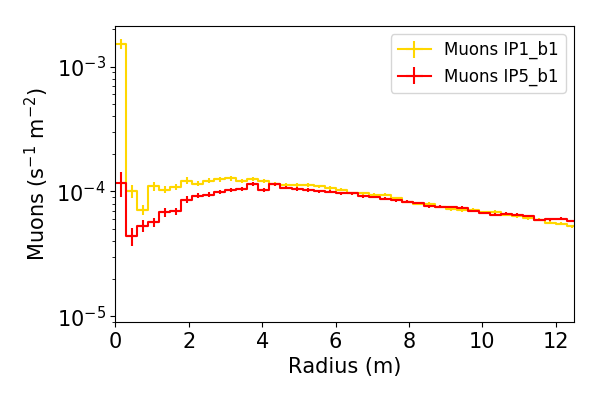 Muons IP1_b1
Muons IP5_b1
Muons (s⁻¹ m⁻²)
10⁻³
10⁻⁴
10⁻⁵
0 2 4 6 8 10 12
Radius (m)